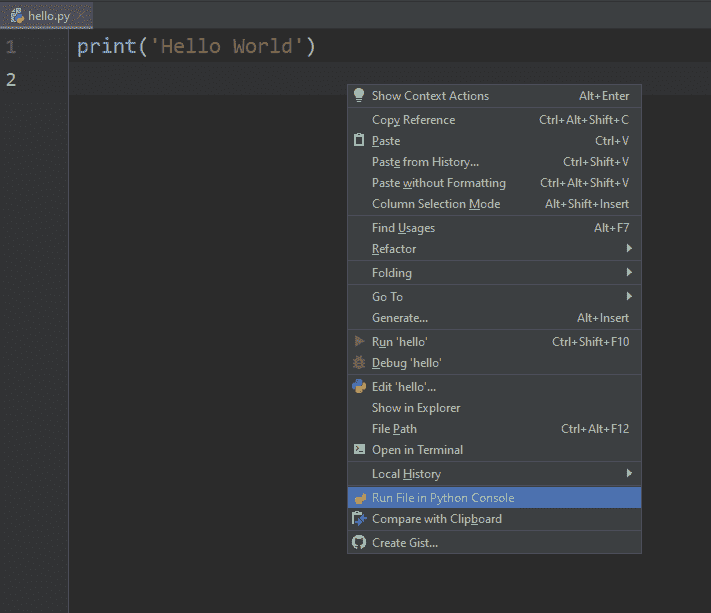 hello.py
1 print('Hello World')
2
Show Context Actions Alt+Enter
Copy Reference Ctrl+Alt+Shift+C
Paste Ctrl+V
Paste from History... Ctrl+Shift+V
Paste without Formatting Ctrl+Alt+Shift+V
Column Selection Mode Alt+Shift+Insert
Find Usages Alt+F7
Refactor
Folding
Go To
Generate... Alt+Insert
Run 'hello' Ctrl+Shift+F10
Debug 'hello'
Edit 'hello'...
Show in Explorer
File Path Ctrl+Alt+F12
Open in Terminal
Local History
Run File in Python Console
Compare with Clipboard
Create Gist...